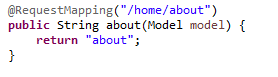 @RequestMapping("/home/about")
public String about(Model model) {
    return "about";
}